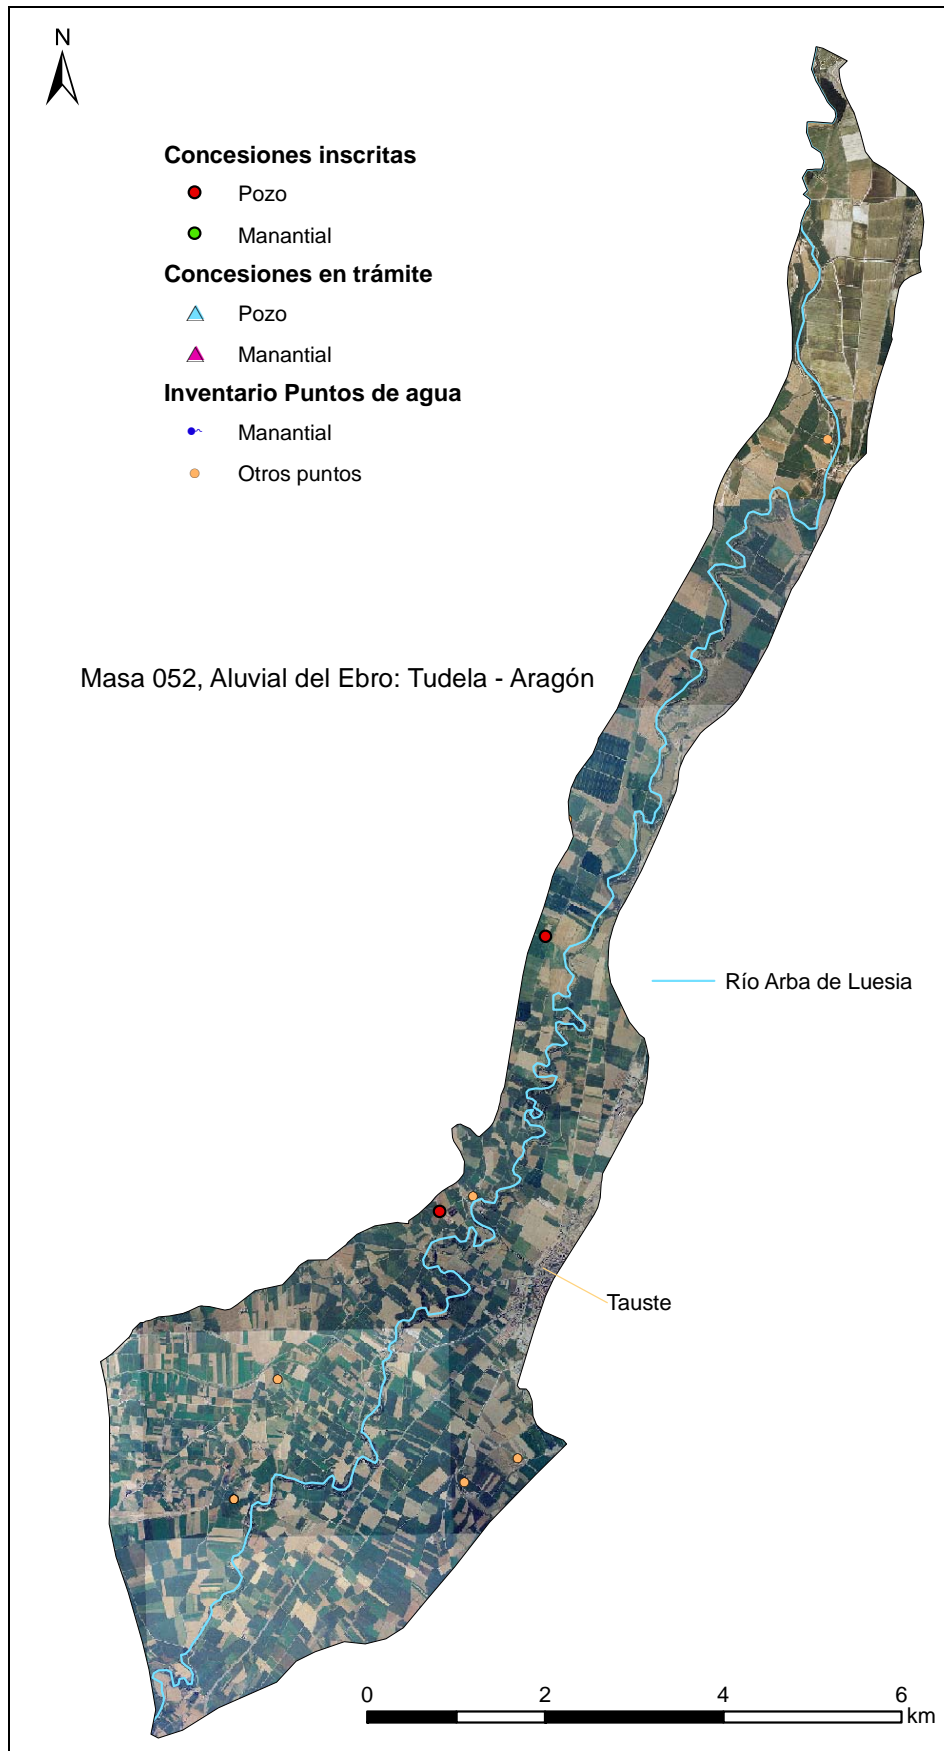 N
Concesiones inscritas
Pozo
Manantial
Concesiones en trámite
Pozo
Manantial
Inventario Puntos de agua
Manantial
Otros puntos
Masa 052, Aluvial del Ebro: Tudela - Aragón
Río Arba de Luesia
Tauste
0 2 4 6
km